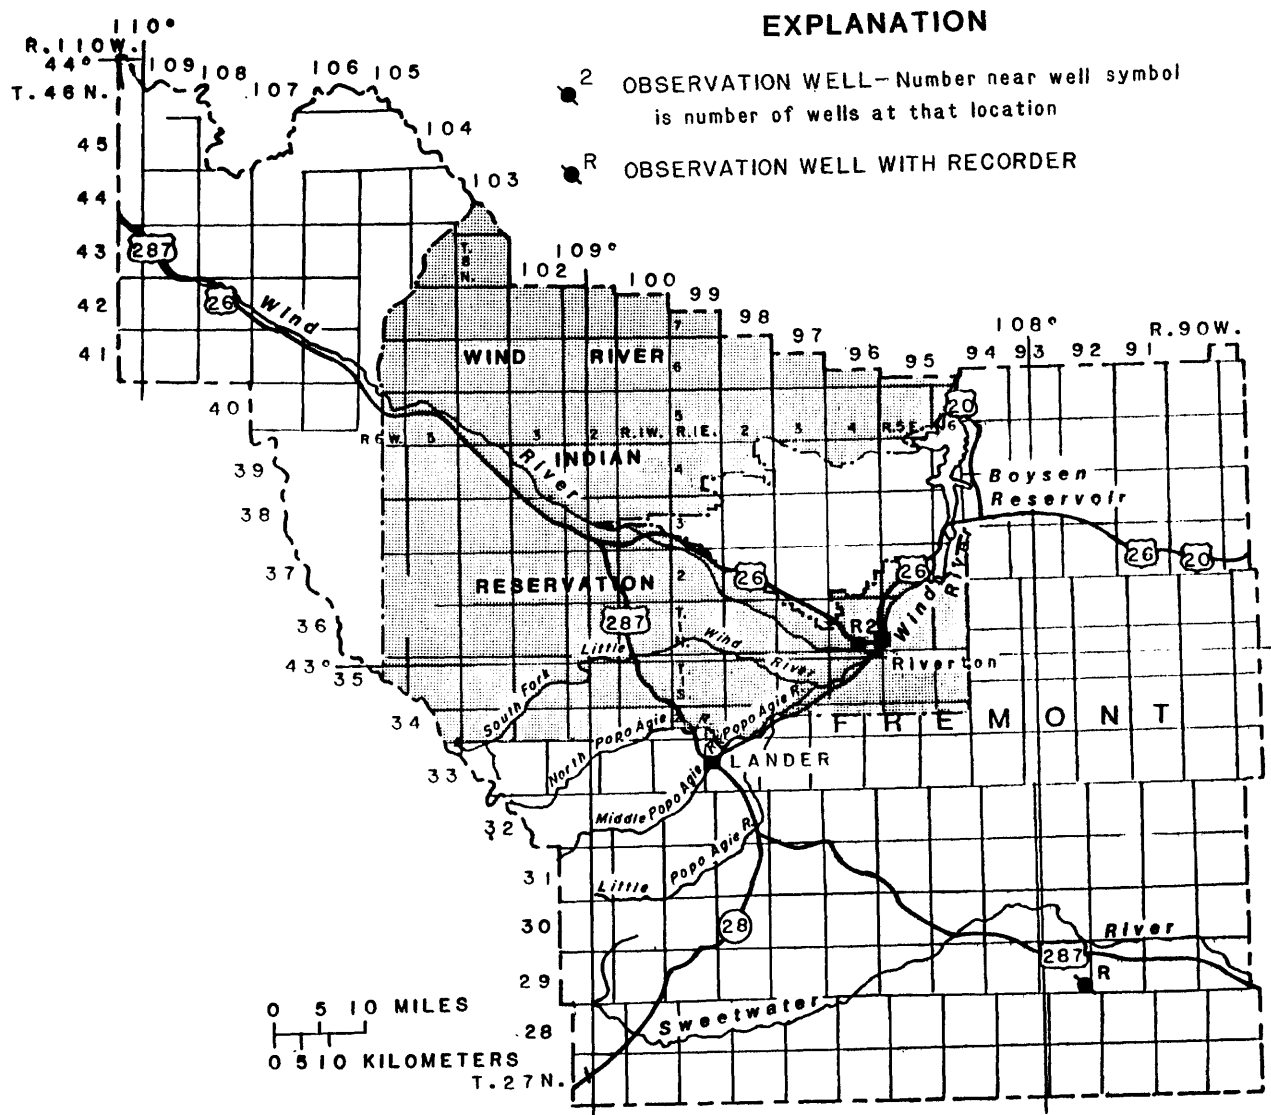 EXPLANATION
2 OBSERVATION WELL—Number near well symbol
is number of wells at that location
R OBSERVATION WELL WITH RECORDER
110°
R.110W.
44°
T.46N.
109
108
107
106
105
104
103
45
44
43
42
41
40
39
38
37
36
43°
35
34
33
32
31
30
29
28
T.27N.
287
26
Wind
T.8N.
102
109°
100
99
98
97
96
95
108°
94
93
92
91
R.90W.
7
6
5
WIND RIVER
R6W.
5
3
2
R.1W.
R.1E.
2
3
4
R.5E.
6
20
River
INDIAN
4
3
Boysen
Reservoir
26
20
RESERVATION
2
26
26
Wind River
287
T.1N.
T.1S.
R2
Riverton
Little Wind River
South Fork
North Popo Agie
Popo Agie R.
FREMONT
LANDER
Middle Popo Agie
Little Popo Agie R.
28
287
River
R
Sweetwater
0 5 10 MILES
0 5 10 KILOMETERS